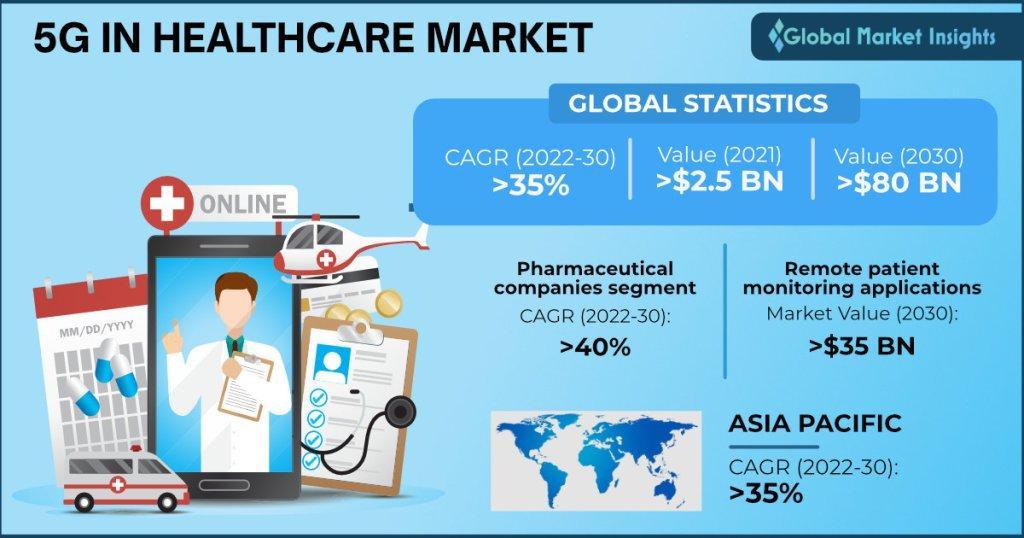 5G IN HEALTHCARE MARKET
Global Market Insights
GLOBAL STATISTICS
CAGR (2022-30)
>35%
Value (2021)
>$2.5 BN
Value (2030)
>$80 BN
ONLINE
MM/DD/YYYY
Pharmaceutical
companies segment
CAGR (2022-30):
>40%
Remote patient
monitoring applications
Market Value (2030):
>$35 BN
ASIA PACIFIC
CAGR (2022-30):
>35%